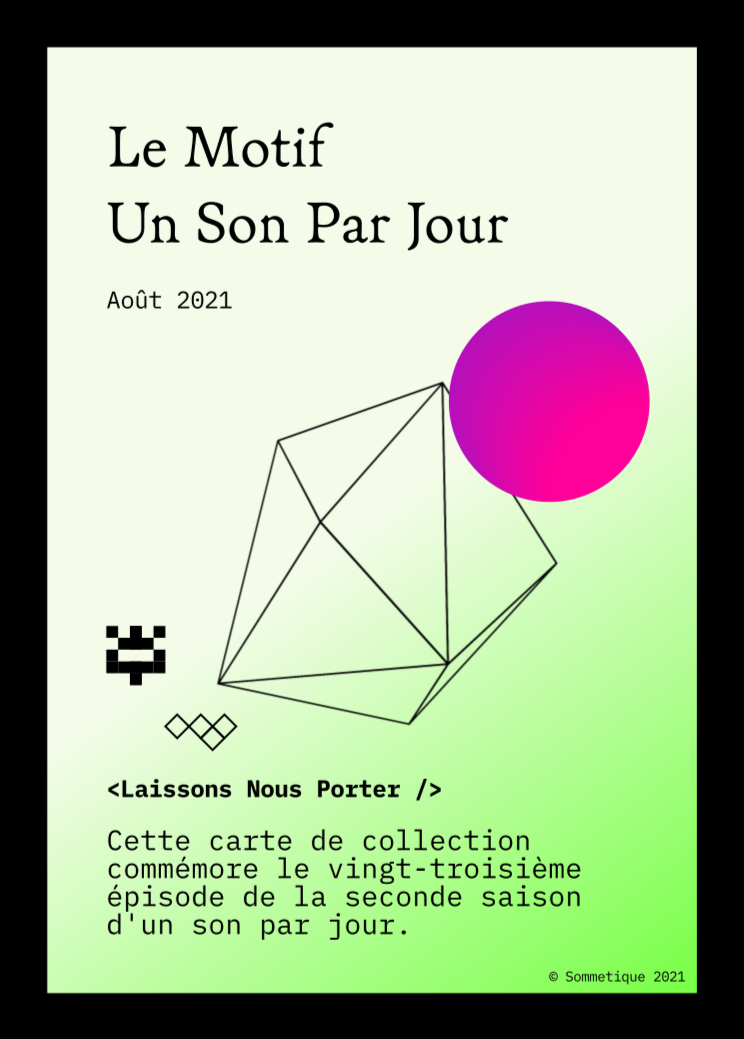 Le Motif
Un Son Par Jour
Août 2021
<Laissons Nous Porter />
Cette carte de collection
commémore le vingt-troisième
épisode de la seconde saison
d'un son par jour.
© Sommetique 2021